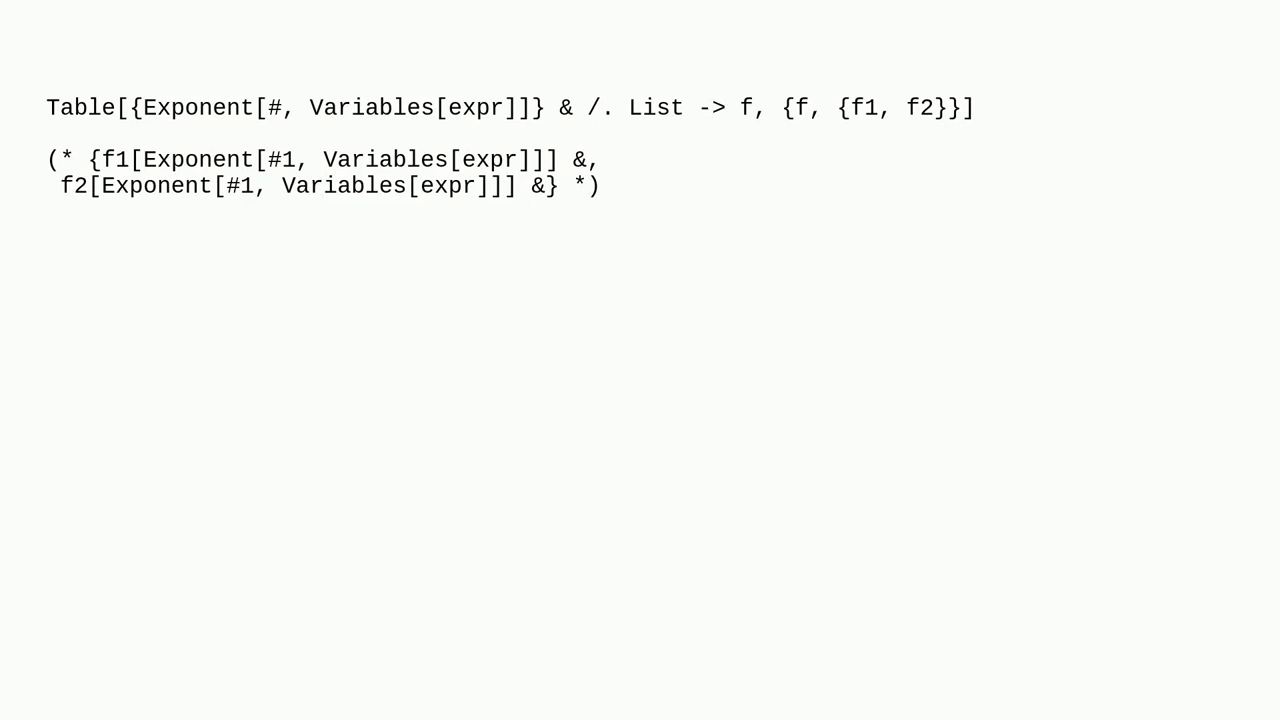 Table[{Exponent[#, Variables[expr]]} & /. List -> f, {f, {f1, f2}}]
(* {f1[Exponent[#1, Variables[expr]]] &,
f2[Exponent[#1, Variables[expr]]] &} *)